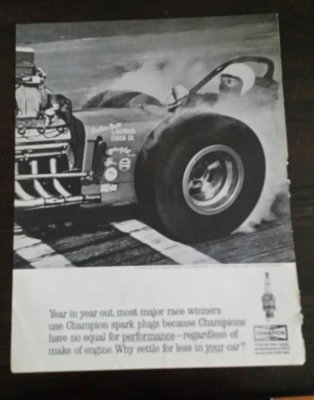 Year in year out, most major race winners
use Champion spark plugs because Champions
have no equal for performance—regardless of
make of engine. Why settle for less in your car?
CHAMPION